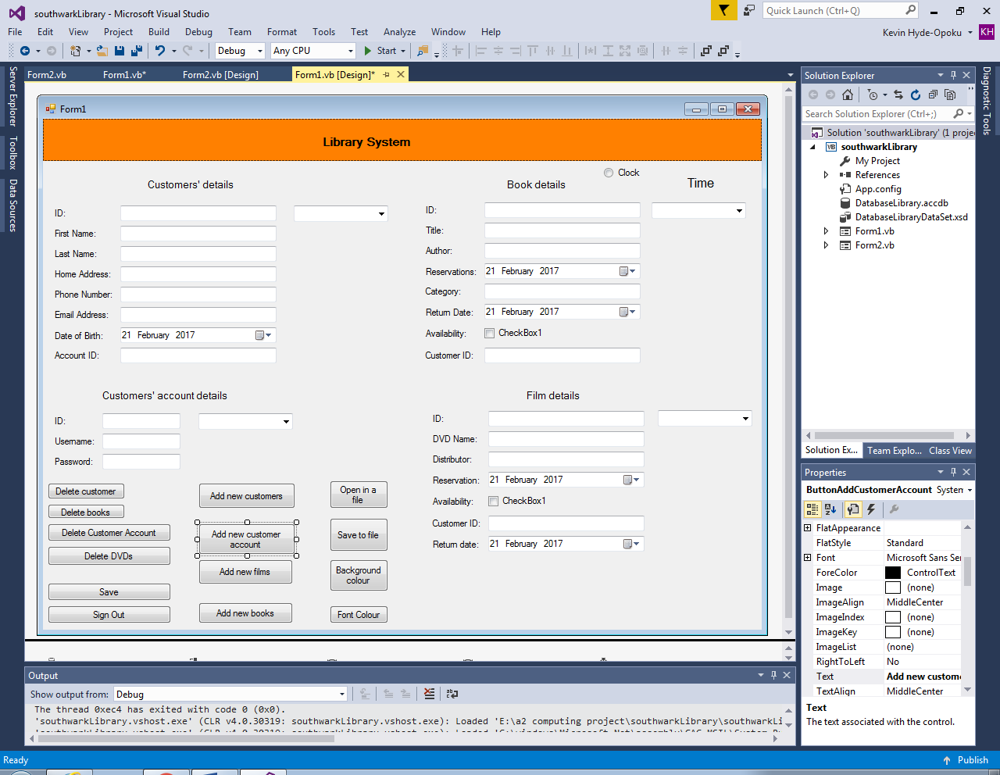 southwarkLibrary - Microsoft Visual Studio
Quick Launch (Ctrl+Q)
File Edit View Project Build Debug Team Format Tools Test Analyze Window Help
Kevin Hyde-Opoku KH
Debug Any CPU Start
Form2.vb Form1.vb* Form2.vb [Design] Form1.vb [Design]*
Server Explorer
Toolbox
Data Sources
Form1
Library System
Clock
Customers' details
Book details
Time
ID:
First Name:
Last Name:
Home Address:
Phone Number:
Email Address:
Date of Birth: 21 February 2017
Account ID:
ID:
Title:
Author:
Reservations: 21 February 2017
Category:
Return Date: 21 February 2017
Availability: CheckBox1
Customer ID:
Customers' account details
ID:
Username:
Password:
Film details
ID:
DVD Name:
Distributor:
Reservation: 21 February 2017
Availability: CheckBox1
Customer ID:
Return date: 21 February 2017
Delete customer
Delete books
Delete Customer Account
Delete DVDs
Save
Sign Out
Add new customers
Add new customer
account
Add new films
Add new books
Open in a
file
Save to file
Background
colour
Font Colour
Solution Explorer
Search Solution Explorer (Ctrl+;)
Solution 'southwarkLibrary' (1 projec
VB southwarkLibrary
My Project
References
App.config
DatabaseLibrary.accdb
DatabaseLibraryDataSet.xsd
Form1.vb
Form2.vb
Solution Ex... Team Explo... Class View
Diagnostic Tools
Properties
ButtonAddCustomerAccount System
FlatAppearance
FlatStyle Standard
Font Microsoft Sans Ser
ForeColor ControlText
Image (none)
ImageAlign MiddleCenter
ImageIndex (none)
ImageKey (none)
ImageList (none)
RightToLeft No
Text Add new custome
TextAlign MiddleCenter
Text
The text associated with the control.
Output
Show output from: Debug
The thread 0xec4 has exited with code 0 (0x0).
'southwarkLibrary.vshost.exe' (CLR v4.0.30319: southwarkLibrary.vshost.exe): Loaded 'E:\a2 computing project\southwarkLibrary\southwarkLi
Ready
Publish